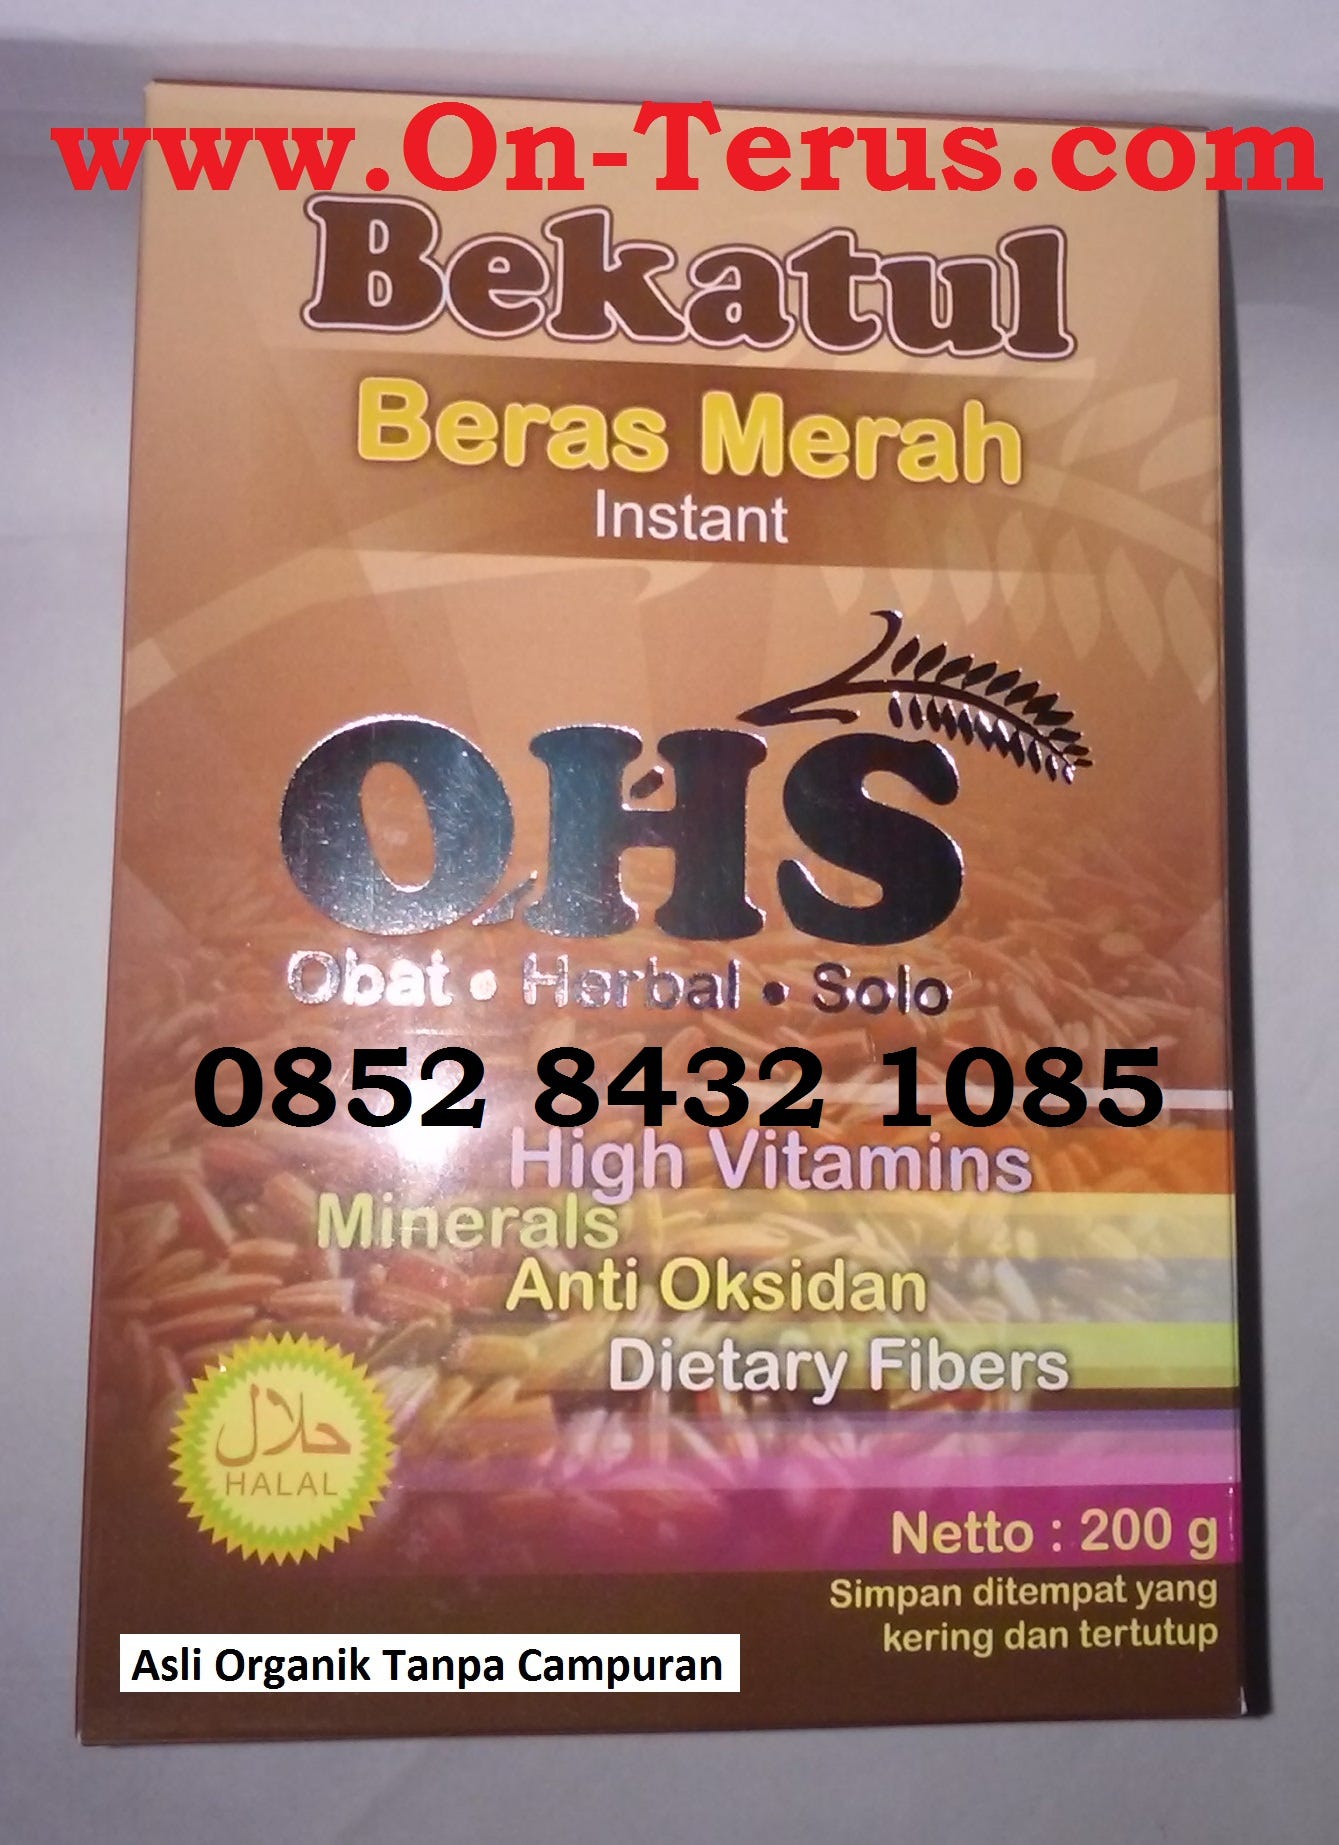 www.On-Terus.com
Bekatul
Beras Merah
Instant
OHS
Obat • Herbal • Solo
0852 8432 1085
High Vitamins
Minerals
Anti Oksidan
Dietary Fibers
حلال
HALAL
Netto : 200 g
Simpan ditempat yang
kering dan tertutup
Asli Organik Tanpa Campuran